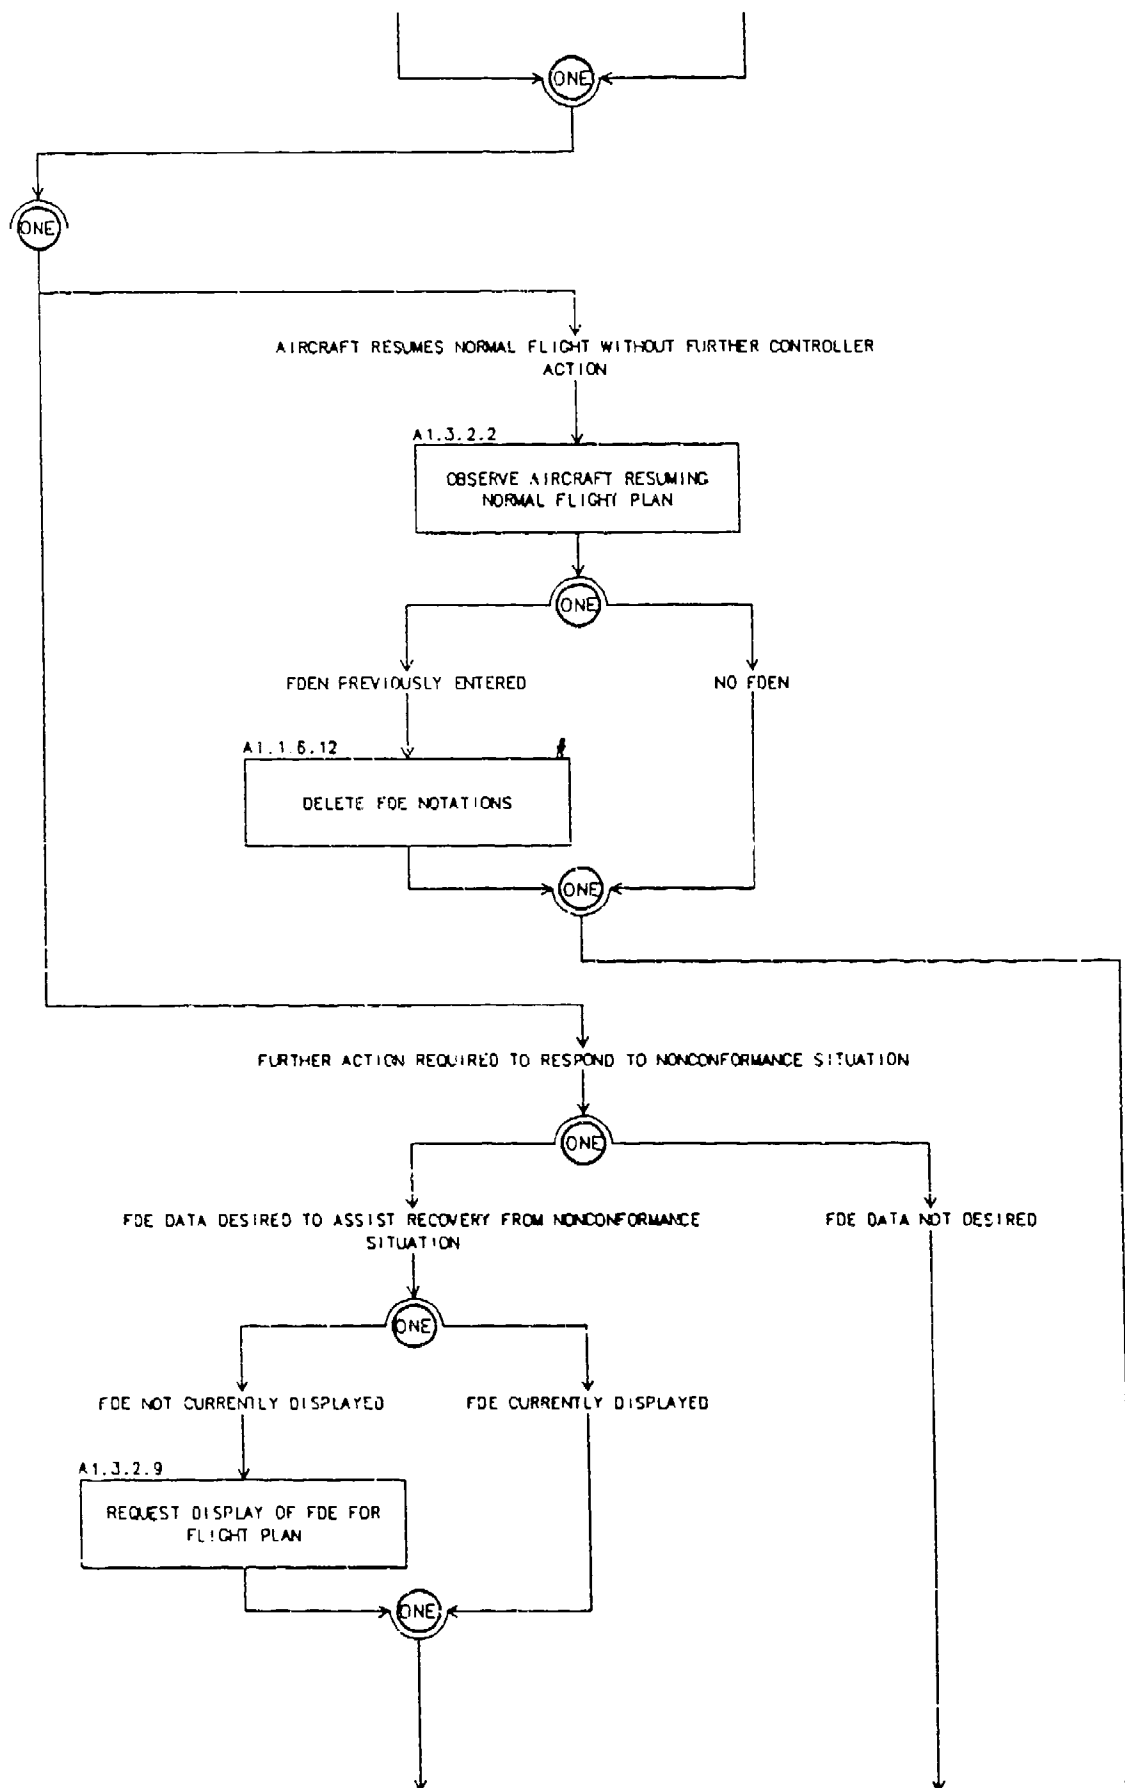 ONE
ONE
AIRCRAFT RESUMES NORMAL FLIGHT WITHOUT FURTHER CONTROLLER
ACTION
A1.3.2.2
OBSERVE AIRCRAFT RESUMING
NORMAL FLIGHT PLAN
ONE
FDEN PREVIOUSLY ENTERED
NO FDEN
A1.1.6.12
DELETE FDE NOTATIONS
ONE
FURTHER ACTION REQUIRED TO RESPOND TO NONCONFORMANCE SITUATION
ONE
FDE DATA DESIRED TO ASSIST RECOVERY FROM NONCONFORMANCE
SITUATION
FDE DATA NOT DESIRED
ONE
FDE NOT CURRENTLY DISPLAYED
FDE CURRENTLY DISPLAYED
A1.3.2.9
REQUEST DISPLAY OF FDE FOR
FLIGHT PLAN
ONE